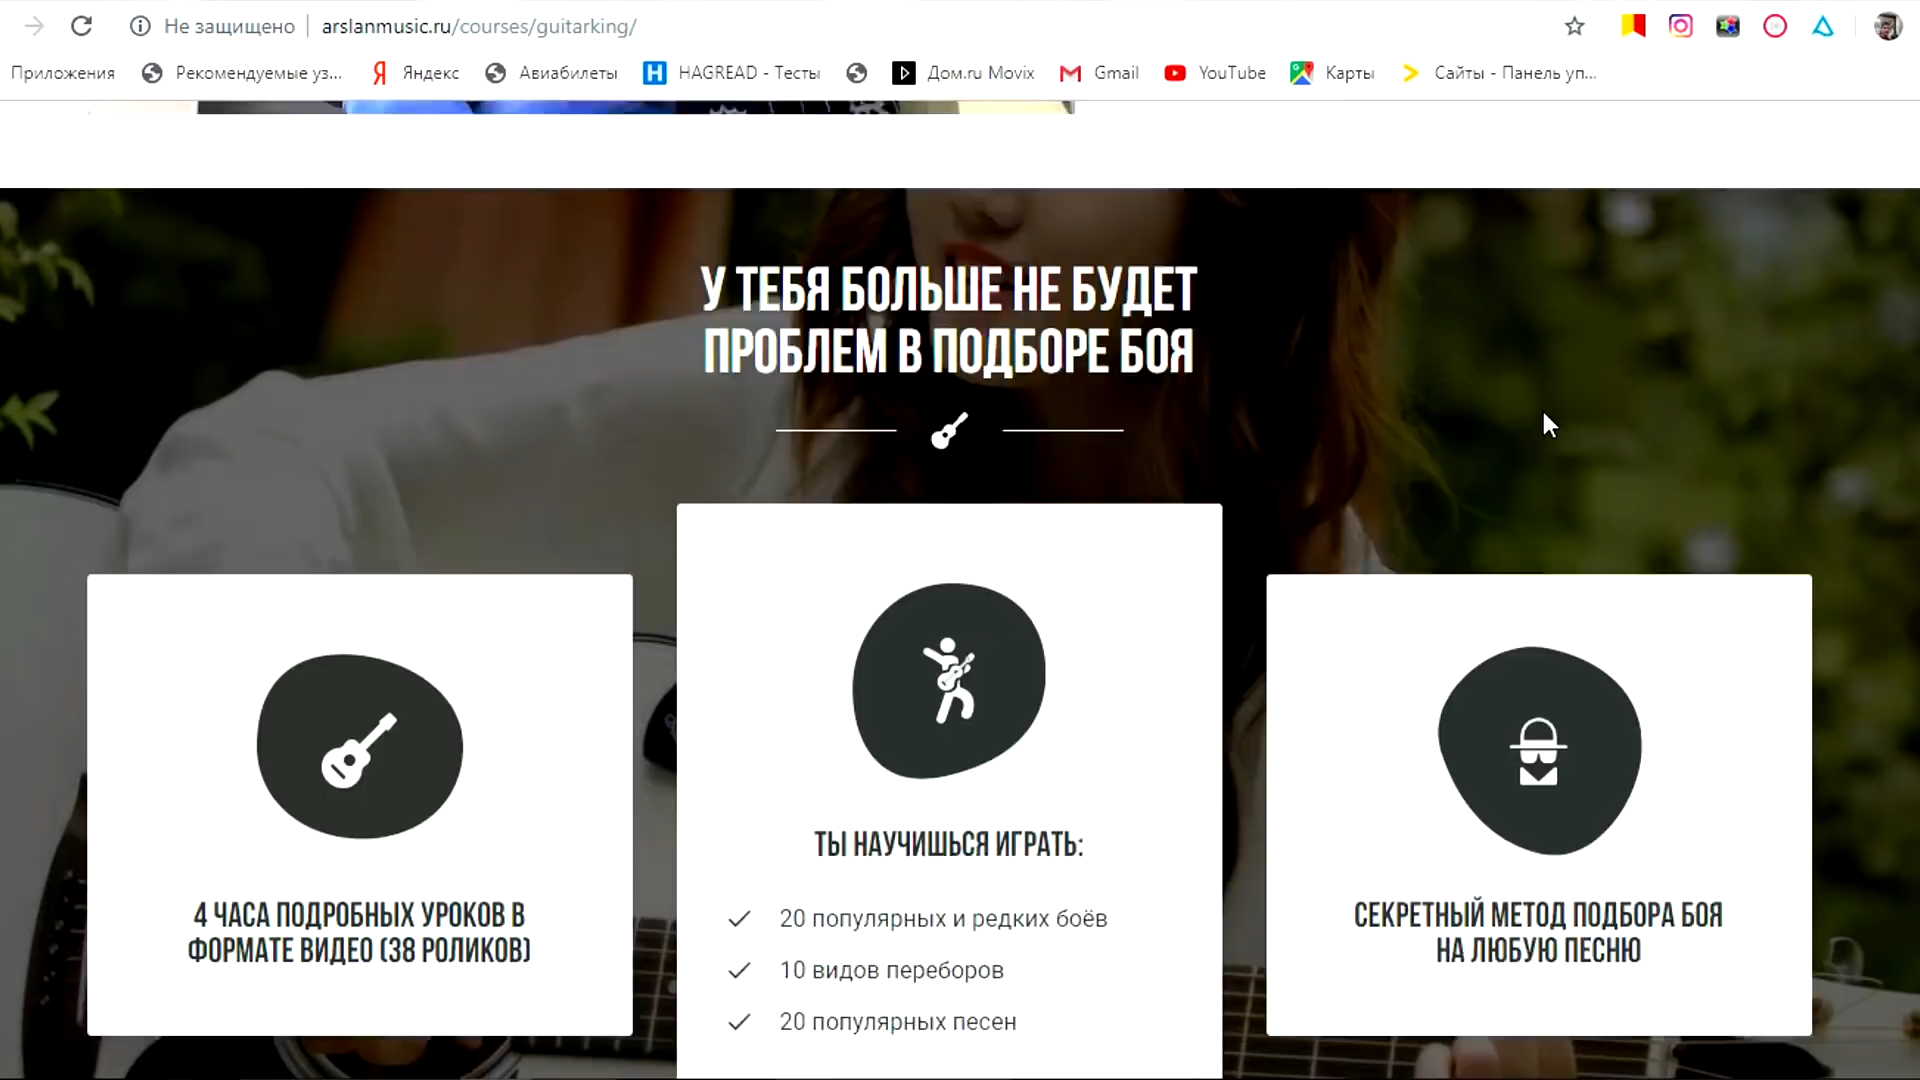 Не защищено arslanmusic.ru/courses/guitarking/
Приложения Рекомендуемые уз... Яндекс Авиабилеты HAGREAD - Тесты Дом.ru Movix Gmail YouTube Карты Сайты - Панель уп...
У ТЕБЯ БОЛЬШЕ НЕ БУДЕТ
ПРОБЛЕМ В ПОДБОРЕ БОЯ
4 ЧАСА ПОДРОБНЫХ УРОКОВ В
ФОРМАТЕ ВИДЕО (38 РОЛИКОВ)
ТЫ НАУЧИШЬСЯ ИГРАТЬ:
20 популярных и редких боёв
10 видов переборов
20 популярных песен
СЕКРЕТНЫЙ МЕТОД ПОДБОРА БОЯ
НА ЛЮБУЮ ПЕСНЮ